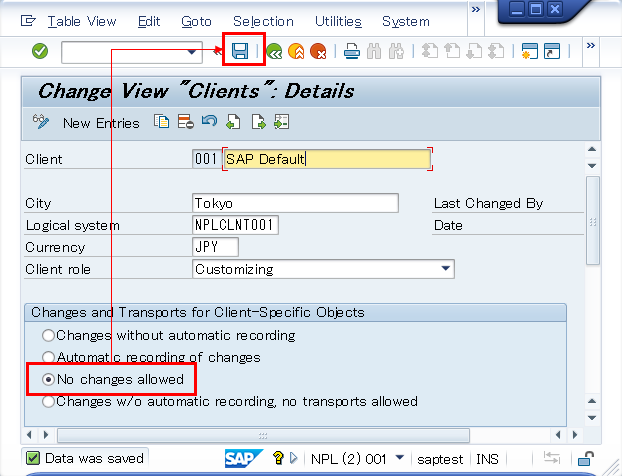 Table View Edit Goto Selection Utilities System »
»
Change View "Clients": Details
New Entries
Client 001 SAP Default
City Tokyo Last Changed By
Logical system NPLCLNT001 Date
Currency JPY
Client role Customizing
Changes and Transports for Client-Specific Objects
Changes without automatic recording
Automatic recording of changes
No changes allowed
Changes w/o automatic recording, no transports allowed
Data was saved SAP NPL (2) 001 saptest INS